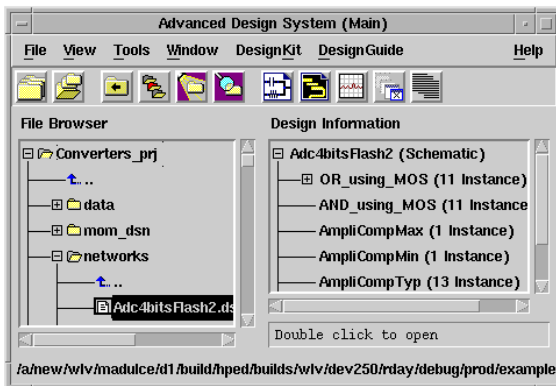 Advanced Design System (Main)
File View Tools Window DesignKit DesignGuide Help
File Browser
Converters_prj
..
data
mom_dsn
networks
..
Adc4bitsFlash2.ds
Design Information
Adc4bitsFlash2 (Schematic)
OR_using_MOS (11 Instance)
AND_using_MOS (11 Instance
AmpliCompMax (1 Instance)
AmpliCompMin (1 Instance)
AmpliCompTyp (13 Instance)
Double click to open
/a/new/wlv/madulce/d1/build/hped/builds/wlv/dev250/rday/debug/prod/example